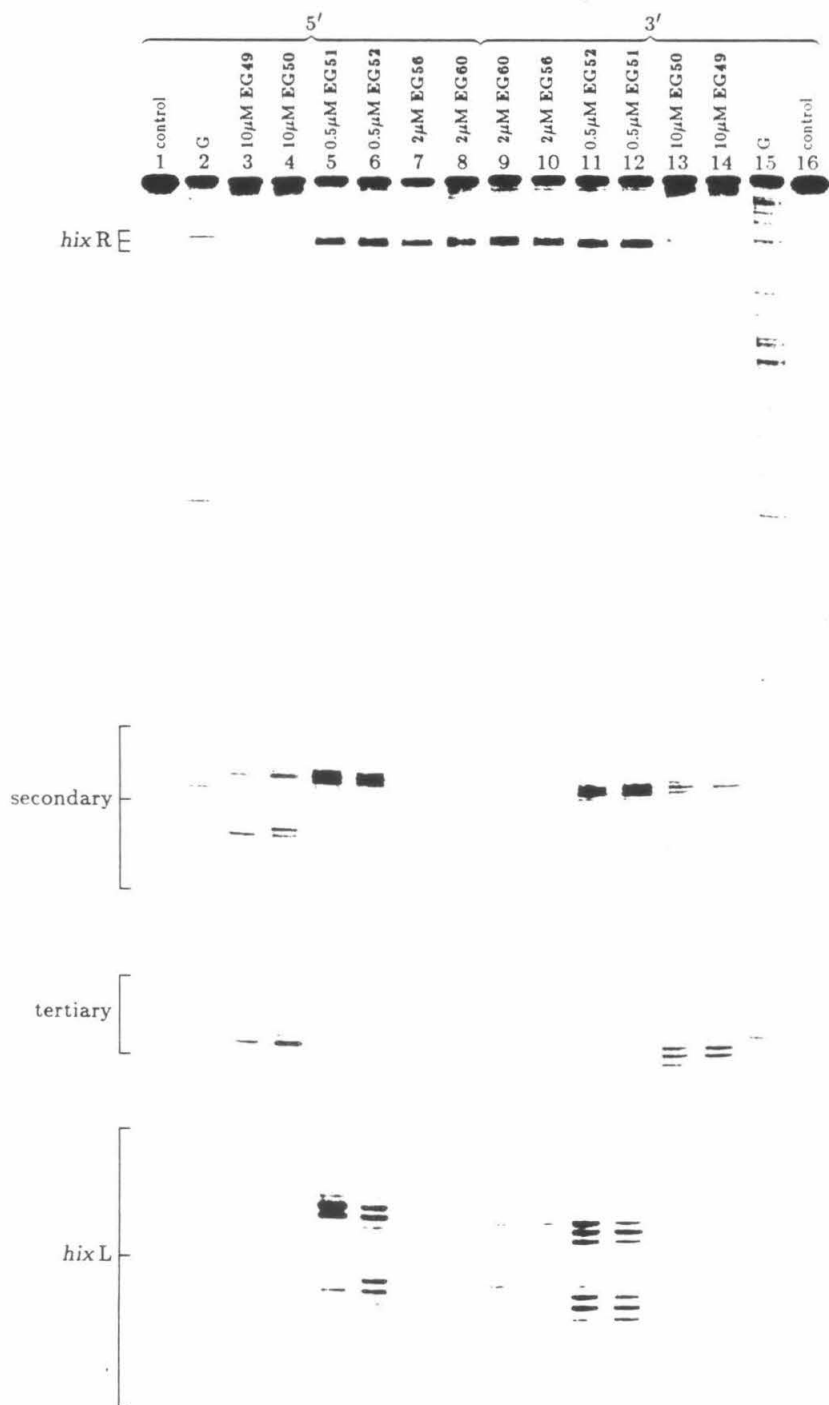 5′ 3′
control
G
10μM EG49
10μM EG50
0.5μM EG51
0.5μM EG52
2μM EG56
2μM EG60
2μM EG60
2μM EG56
0.5μM EG52
0.5μM EG51
10μM EG50
10μM EG49
G
control
1 2 3 4 5 6 7 8 9 10 11 12 13 14 15 16
hixR
secondary
tertiary
hixL